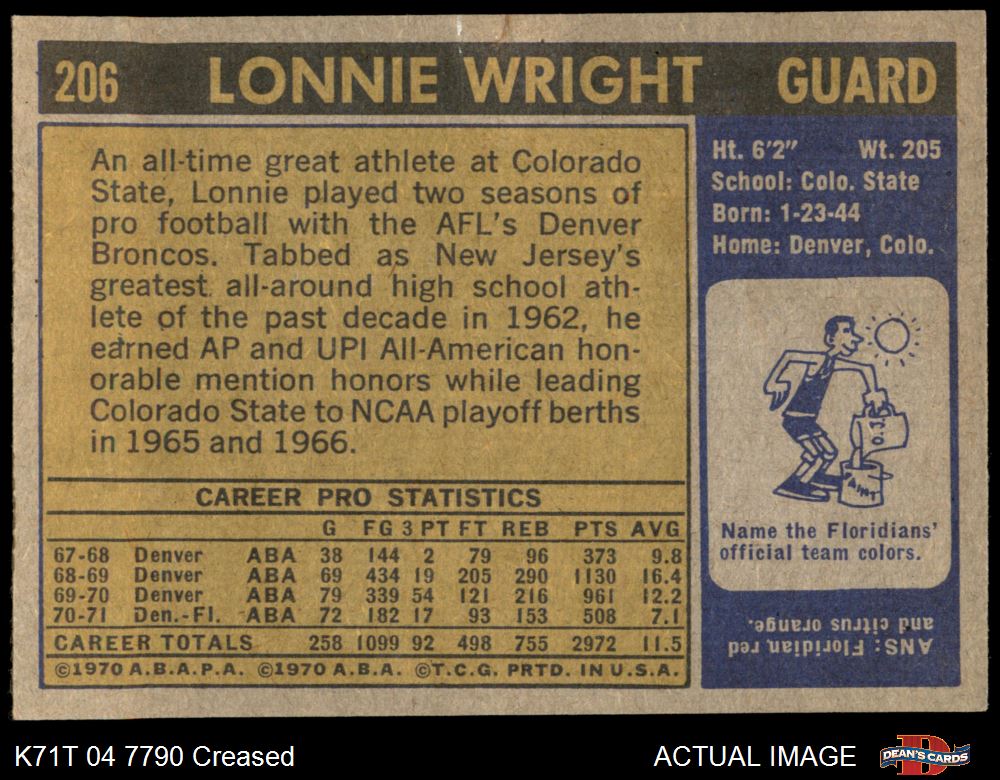 206 LONNIE WRIGHT GUARD
An all-time great athlete at Colorado
State, Lonnie played two seasons of
pro football with the AFL's Denver
Broncos. Tabbed as New Jersey's
greatest all-around high school ath-
lete of the past decade in 1962, he
earned AP and UPI All-American hon-
orable mention honors while leading
Colorado State to NCAA playoff berths
in 1965 and 1966.
CAREER PRO STATISTICS
G FG 3 PT FT REB PTS AVG
67-68 Denver ABA 38 144 2 79 96 373 9.8
68-69 Denver ABA 69 434 19 205 290 1130 16.4
69-70 Denver ABA 79 339 54 121 216 961 12.2
70-71 Den.-Fl. ABA 72 182 17 93 153 508 7.1
CAREER TOTALS 258 1099 92 498 755 2972 11.5
©1970 A.B.A.P.A. ©1970 A.B.A. ©T.C.G. PRTD. IN U.S.A.
Ht. 6'2" Wt. 205
School: Colo. State
Born: 1-23-44
Home: Denver, Colo.
O.J.
PAINT
Name the Floridians'
official team colors.
ANS: Floridian red
and citrus orange.
K71T 04 7790 Creased
ACTUAL IMAGE
D
DEAN'S CARDS